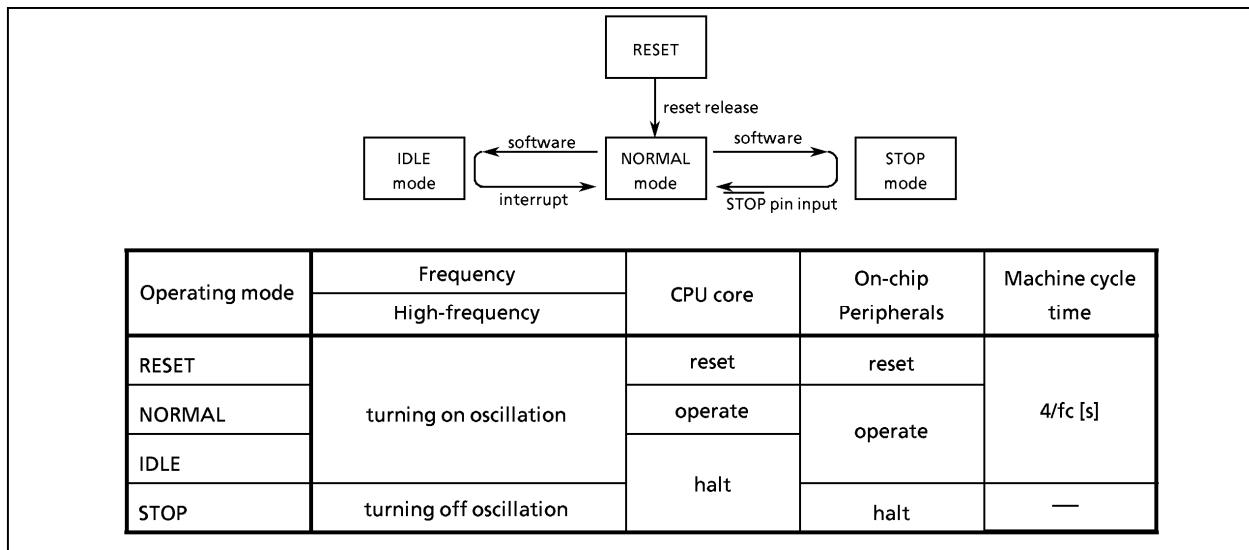 RESET
reset release
software
software
IDLE
mode
NORMAL
mode
STOP
mode
interrupt
STOP pin input
Operating mode
Frequency
High-frequency
CPU core
On-chip
Peripherals
Machine cycle
time
RESET
reset
reset
NORMAL
turning on oscillation
operate
operate
4/fc [s]
IDLE
halt
STOP
turning off oscillation
halt
—